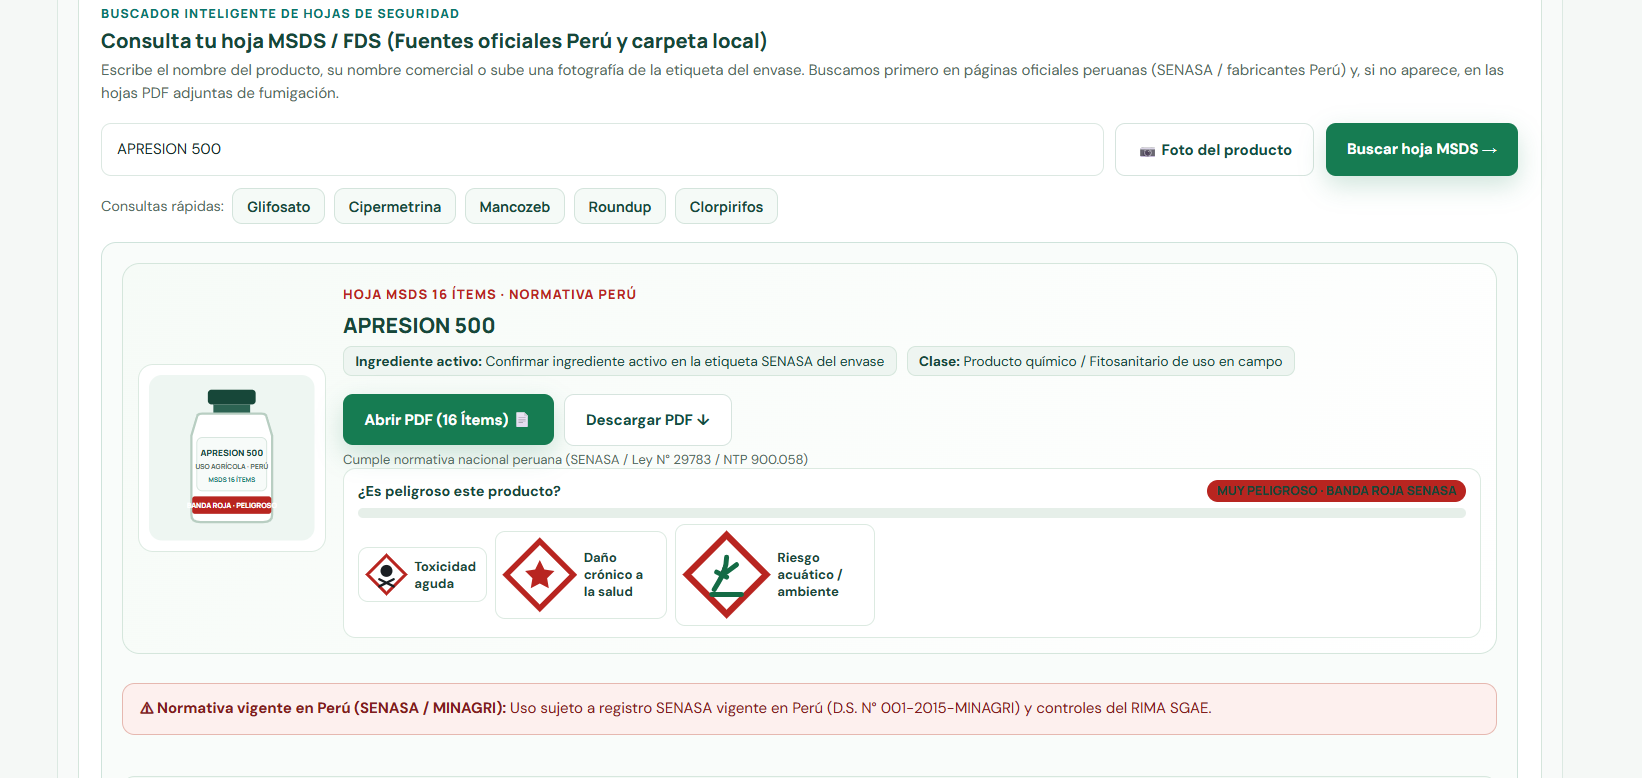 BUSCADOR INTELIGENTE DE HOJAS DE SEGURIDAD
Consulta tu hoja MSDS / FDS (Fuentes oficiales Perú y carpeta local)
Escribe el nombre del producto, su nombre comercial o sube una fotografía de la etiqueta del envase. Buscamos primero en páginas oficiales peruanas (SENASA / fabricantes Perú) y, si no aparece, en las
hojas PDF adjuntas de fumigación.
APRESION 500
Foto del producto
Buscar hoja MSDS →
Consultas rápidas:
Glifosato
Cipermetrina
Mancozeb
Roundup
Clorpirifos
HOJA MSDS 16 ÍTEMS · NORMATIVA PERÚ
APRESION 500
Ingrediente activo: Confirmar ingrediente activo en la etiqueta SENASA del envase
Clase: Producto químico / Fitosanitario de uso en campo
Abrir PDF (16 Ítems)
Descargar PDF ↓
Cumple normativa nacional peruana (SENASA / Ley N° 29783 / NTP 900.058)
APRESION 500
USO AGRÍCOLA · PERÚ
MSDS 16 ÍTEMS
ANDA ROJA · PELIGROS
¿Es peligroso este producto?
MUY PELIGROSO · BANDA ROJA SENASA
Toxicidad
aguda
Daño
crónico a
la salud
Riesgo
acuático /
ambiente
⚠ Normativa vigente en Perú (SENASA / MINAGRI): Uso sujeto a registro SENASA vigente en Perú (D.S. N° 001-2015-MINAGRI) y controles del RIMA SGAE.